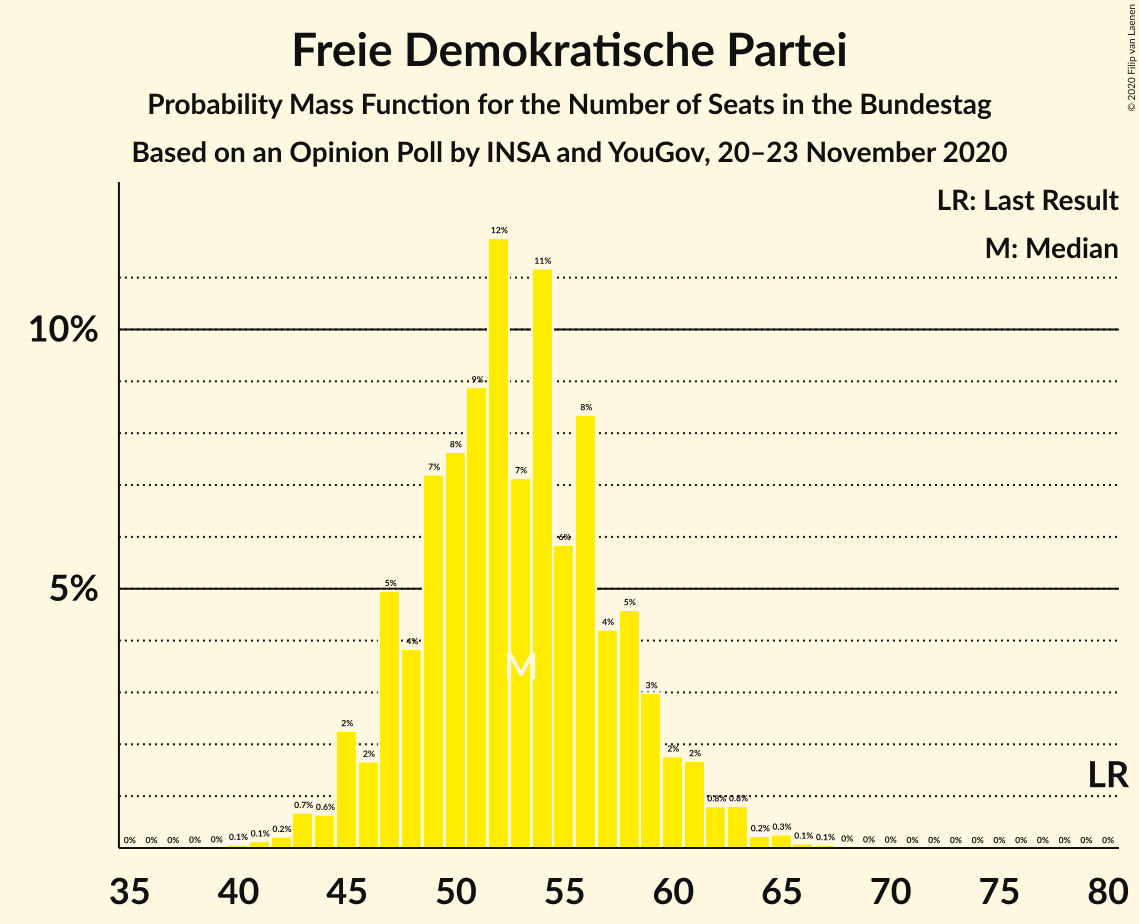 Freie Demokratische Partei
Probability Mass Function for the Number of Seats in the Bundestag
Based on an Opinion Poll by INSA and YouGov, 20–23 November 2020
© 2020 Filip van Laenen
LR: Last Result
M: Median
10%
5%
0% 0% 0% 0% 0% 0.1% 0.1% 0.2% 0.7% 0.6% 2% 2% 5% 4% 7% 8% 9% 12% 7% 11% 6% 8% 4% 5% 3% 2% 2% 0.8% 0.8% 0.2% 0.3% 0.1% 0.1% 0% 0% 0% 0% 0% 0% 0% 0% 0% 0% 0% 0% 0%
M
LR
35 40 45 50 55 60 65 70 75 80